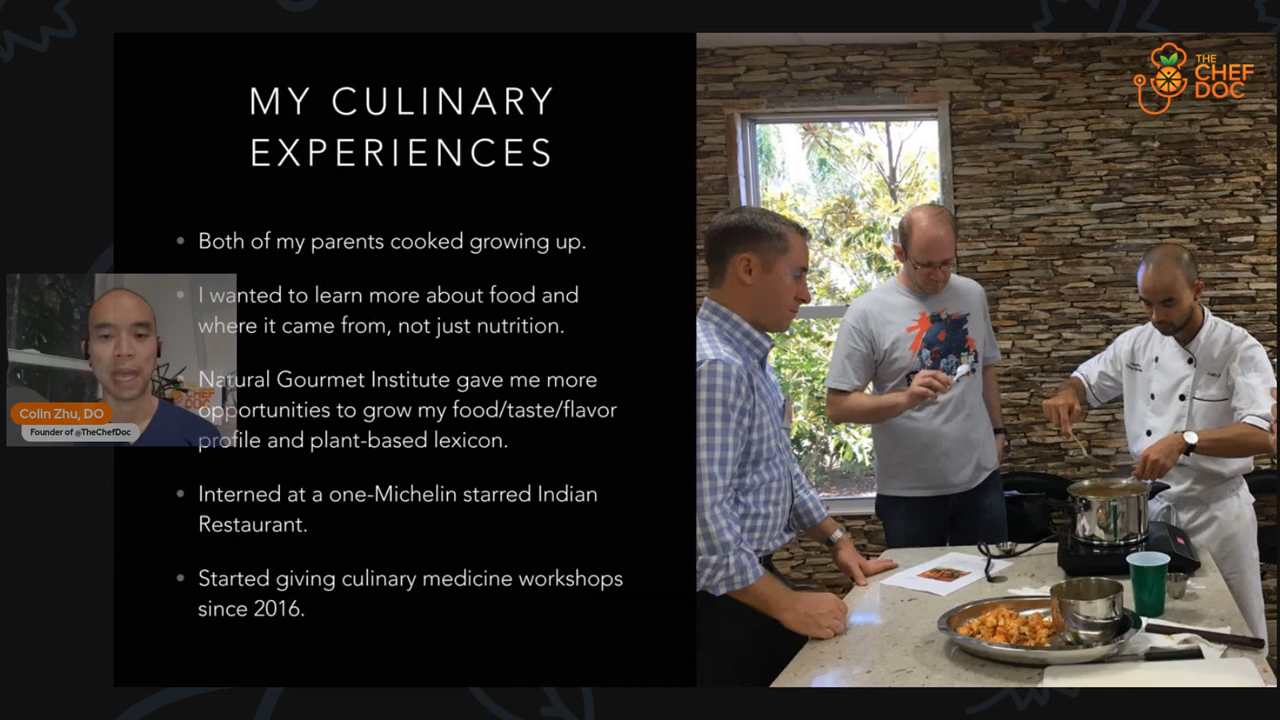 MY CULINARY
EXPERIENCES
THE
CHEF
DOC
Both of my parents cooked growing up.
I wanted to learn more about food and
where it came from, not just nutrition.
Natural Gourmet Institute gave me more
opportunities to grow my food/taste/flavor
profile and plant-based lexicon.
Interned at a one-Michelin starred Indian
Restaurant.
Started giving culinary medicine workshops
since 2016.
CHEF
DOC
Colin Zhu, DO
Founder of @TheChefDoc